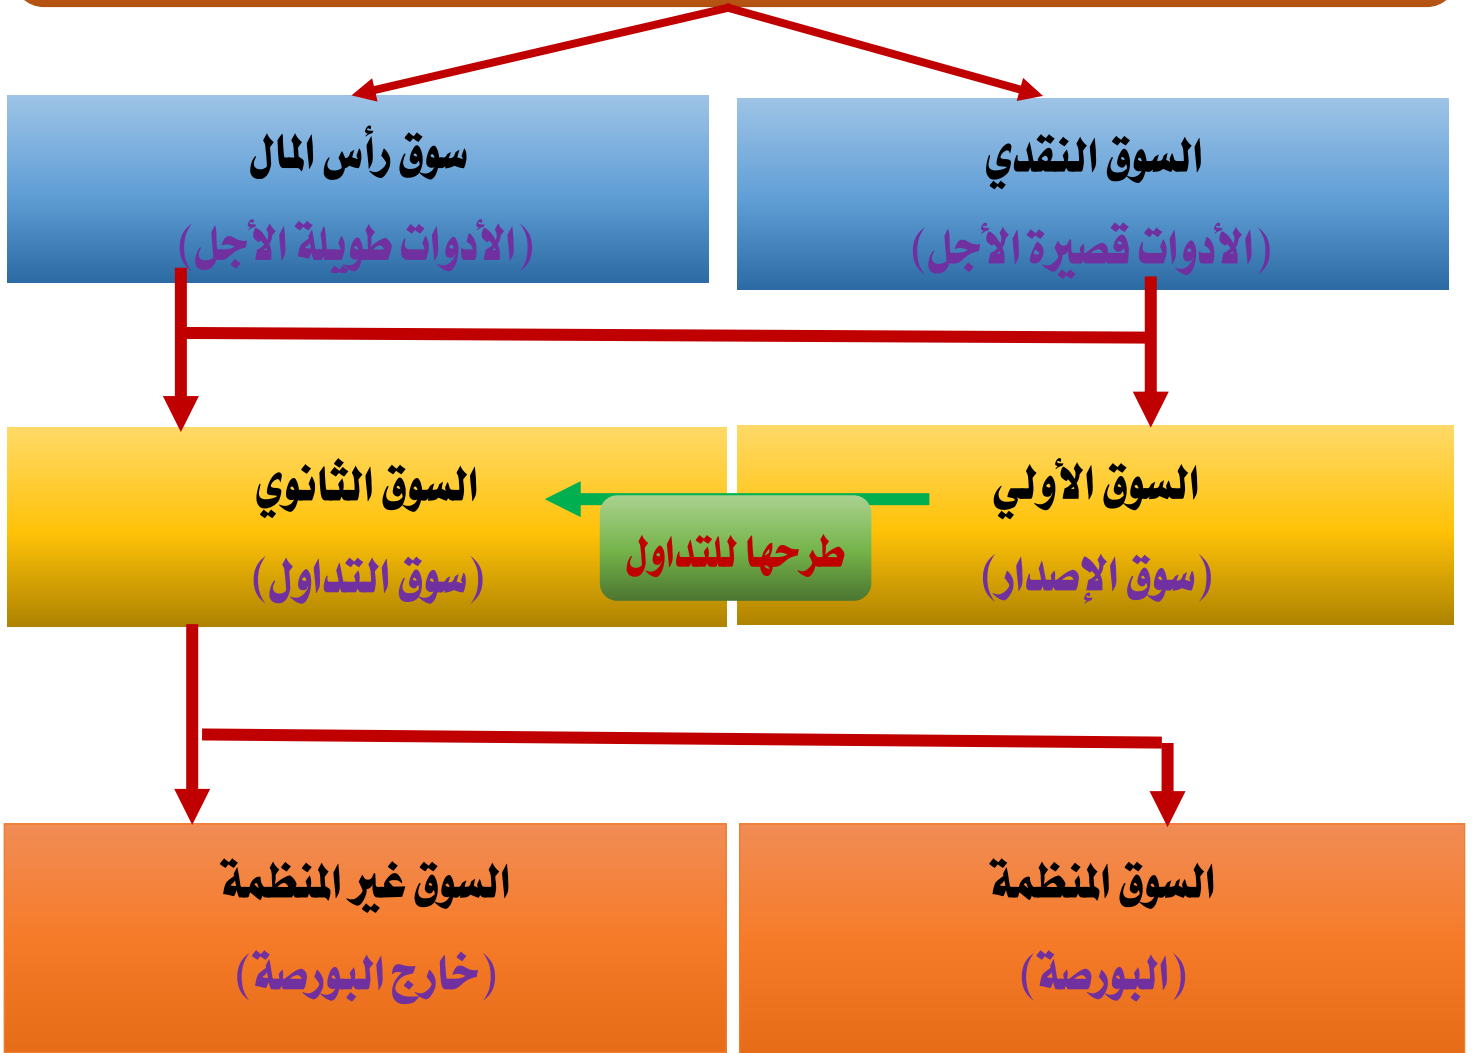 السوق النقدي
(الأدوات قصيرة الأجل)
سوق رأس المال
(الأدوات طويلة الأجل)
السوق الأولي
(سوق الإصدار)
طرحها للتداول
السوق الثانوي
(سوق التداول)
السوق المنظمة
(البورصة)
السوق غير المنظمة
(خارج البورصة)